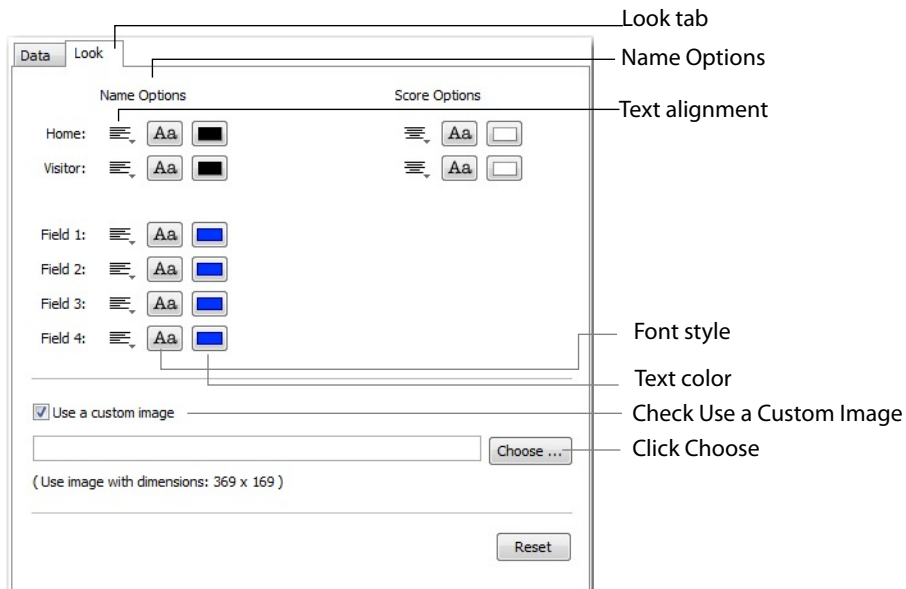 Look tab
Data Look
Name Options
Name Options Score Options
Text alignment
Home: Aa Aa
Visitor: Aa Aa
Field 1: Aa
Field 2: Aa
Field 3: Aa
Field 4: Aa
Font style
Text color
Use a custom image
Check Use a Custom Image
Choose ...
Click Choose
( Use image with dimensions: 369 x 169 )
Reset